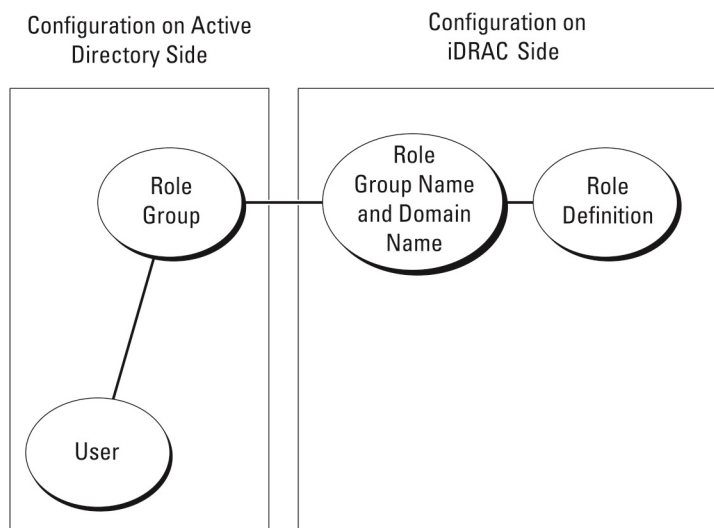 Configuration on Active
Directory Side
Configuration on
iDRAC Side
Role
Group
Role
Group Name
and Domain
Name
Role
Definition
User